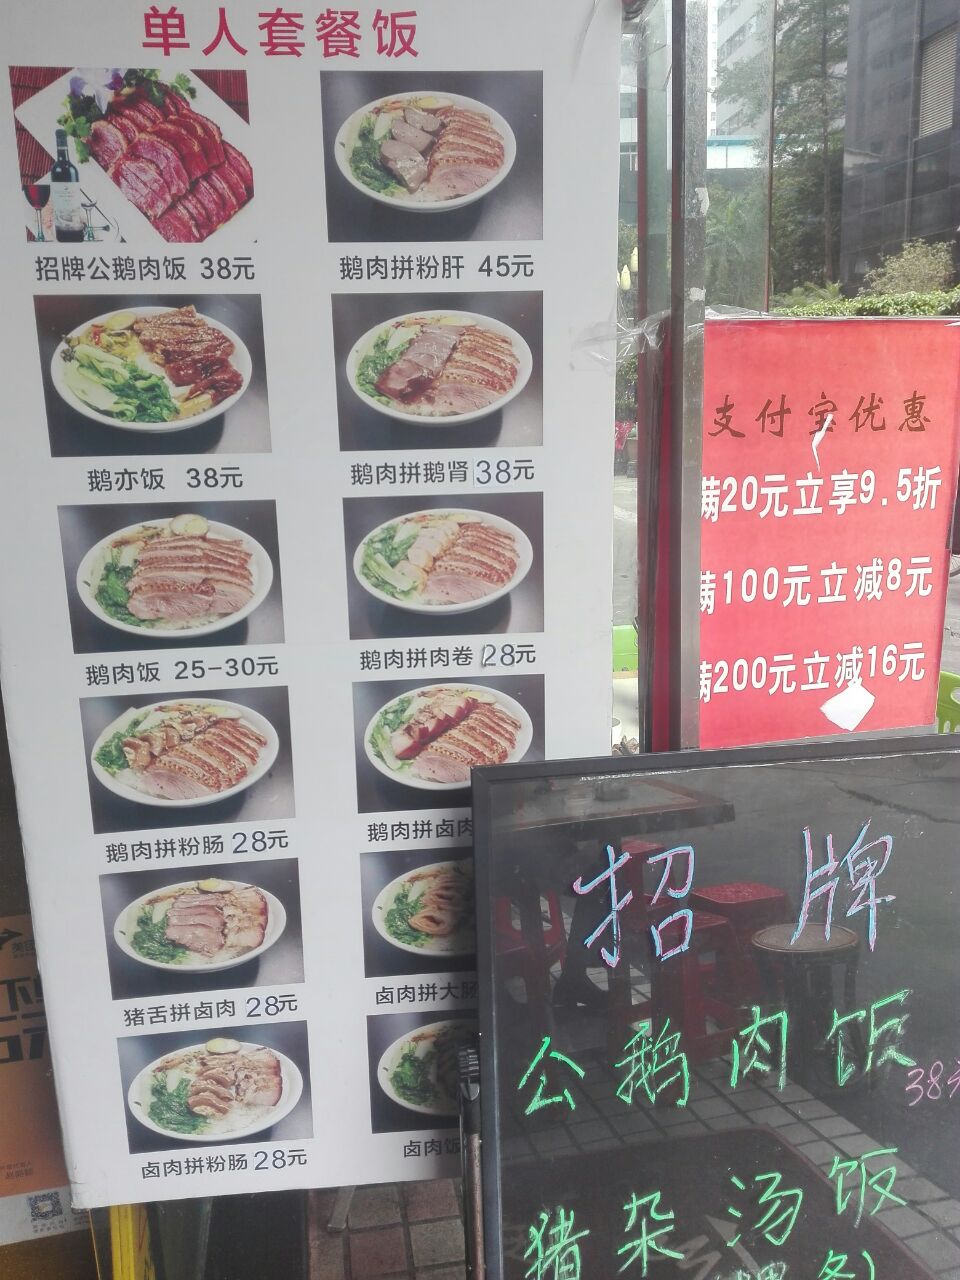 单人套餐饭
招牌公鹅肉饭 38元
鹅肉拼粉肝 45元
鹅亦饭 38元
鹅肉拼鹅肾 38元
鹅肉饭 25-30元
鹅肉拼肉卷 28元
鹅肉拼粉肠 28元
鹅肉拼卤肉
猪舌拼卤肉 28元
卤肉拼大肠
卤肉拼粉肠 28元
卤肉饭
支付宝优惠
满20元立享9.5折
满100元立减8元
满200元立减16元
招牌
公鹅肉饭
38元
猪杂汤饭